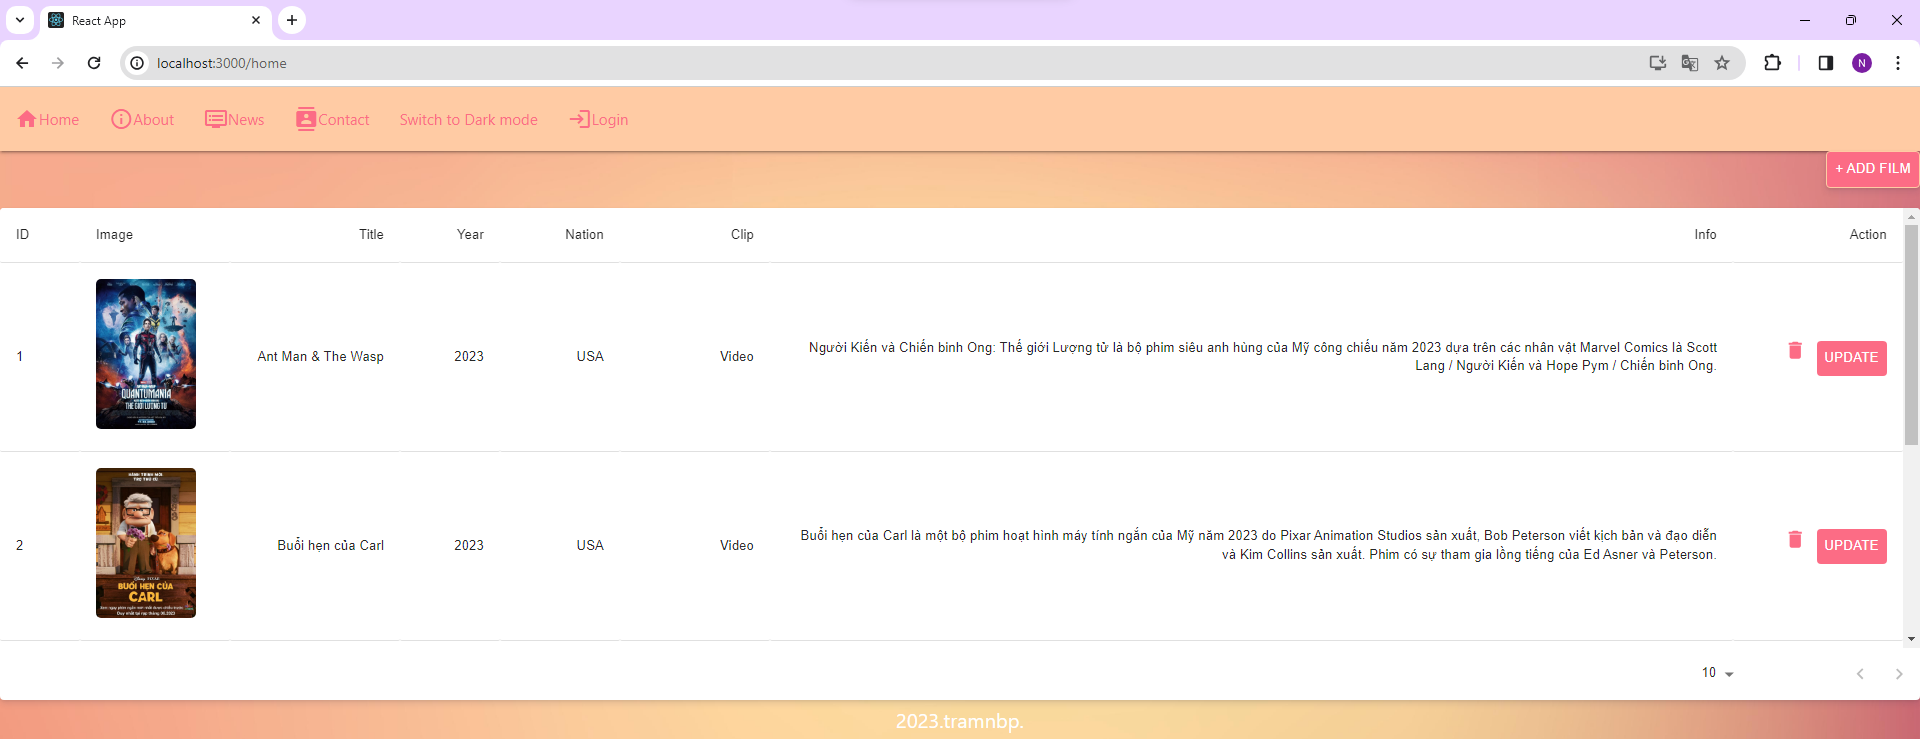 React App
localhost:3000/home
N
Home About News Contact Switch to Dark mode Login
+ ADD FILM
ID Image Title Year Nation Clip Info Action
QUANTUMANIA
THẾ GIỚI LƯỢNG TỬ
1 Ant Man & The Wasp 2023 USA Video
Người Kiến và Chiến binh Ong: Thế giới Lượng tử là bộ phim siêu anh hùng của Mỹ công chiếu năm 2023 dựa trên các nhân vật Marvel Comics là Scott
Lang / Người Kiến và Hope Pym / Chiến binh Ong.
UPDATE
HÀNH TRÌNH MỚI
BUỔI HẸN CỦA
CARL
2 Buổi hẹn của Carl 2023 USA Video
Buổi hẹn của Carl là một bộ phim hoạt hình máy tính ngắn của Mỹ năm 2023 do Pixar Animation Studios sản xuất, Bob Peterson viết kịch bản và đạo diễn
và Kim Collins sản xuất. Phim có sự tham gia lồng tiếng của Ed Asner và Peterson.
UPDATE
10
2023.tramnbp.